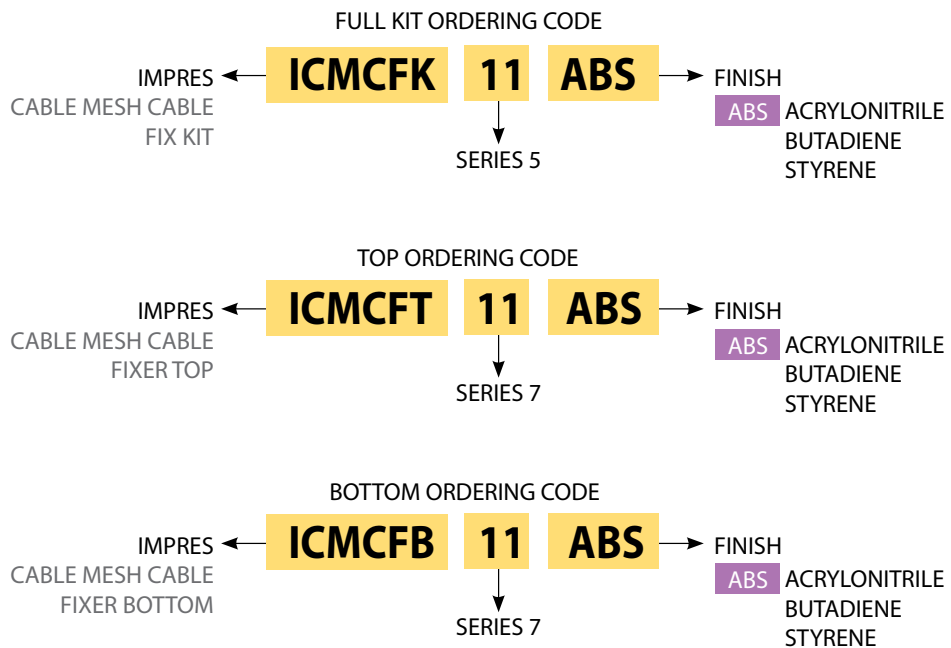 FULL KIT ORDERING CODE
IMPRES ICMCFK 11 ABS FINISH
CABLE MESH CABLE
FIX KIT
ABS ACRYLONITRILE
BUTADIENE
STYRENE
SERIES 5
TOP ORDERING CODE
IMPRES ICMCFT 11 ABS FINISH
CABLE MESH CABLE
FIXER TOP
ABS ACRYLONITRILE
BUTADIENE
STYRENE
SERIES 7
BOTTOM ORDERING CODE
IMPRES ICMCFB 11 ABS FINISH
CABLE MESH CABLE
FIXER BOTTOM
ABS ACRYLONITRILE
BUTADIENE
STYRENE
SERIES 7